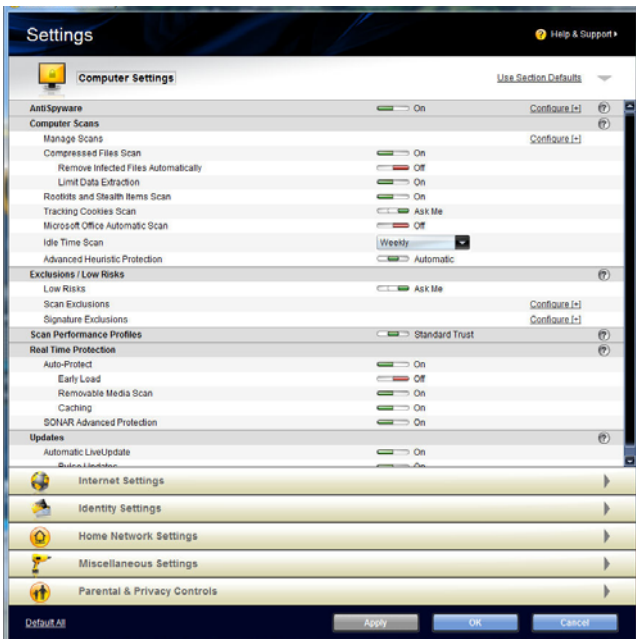 Settings
Help & Support
Computer Settings Use Section Defaults
AntiSpyware On Configure [+]
Computer Scans
Manage Scans Configure [+]
Compressed Files Scan On
Remove Infected Files Automatically Off
Limit Data Extraction On
Rootkits and Stealth Items Scan On
Tracking Cookies Scan Ask Me
Microsoft Office Automatic Scan Off
Idle Time Scan Weekly
Advanced Heuristic Protection Automatic
Exclusions / Low Risks
Low Risks Ask Me
Scan Exclusions Configure [+]
Signature Exclusions Configure [+]
Scan Performance Profiles Standard Trust
Real Time Protection
Auto-Protect On
Early Load Off
Removable Media Scan On
Caching On
SONAR Advanced Protection On
Updates
Automatic LiveUpdate On
Pulse Updates On
Internet Settings
Identity Settings
Home Network Settings
Miscellaneous Settings
Parental & Privacy Controls
Default All Apply OK Cancel